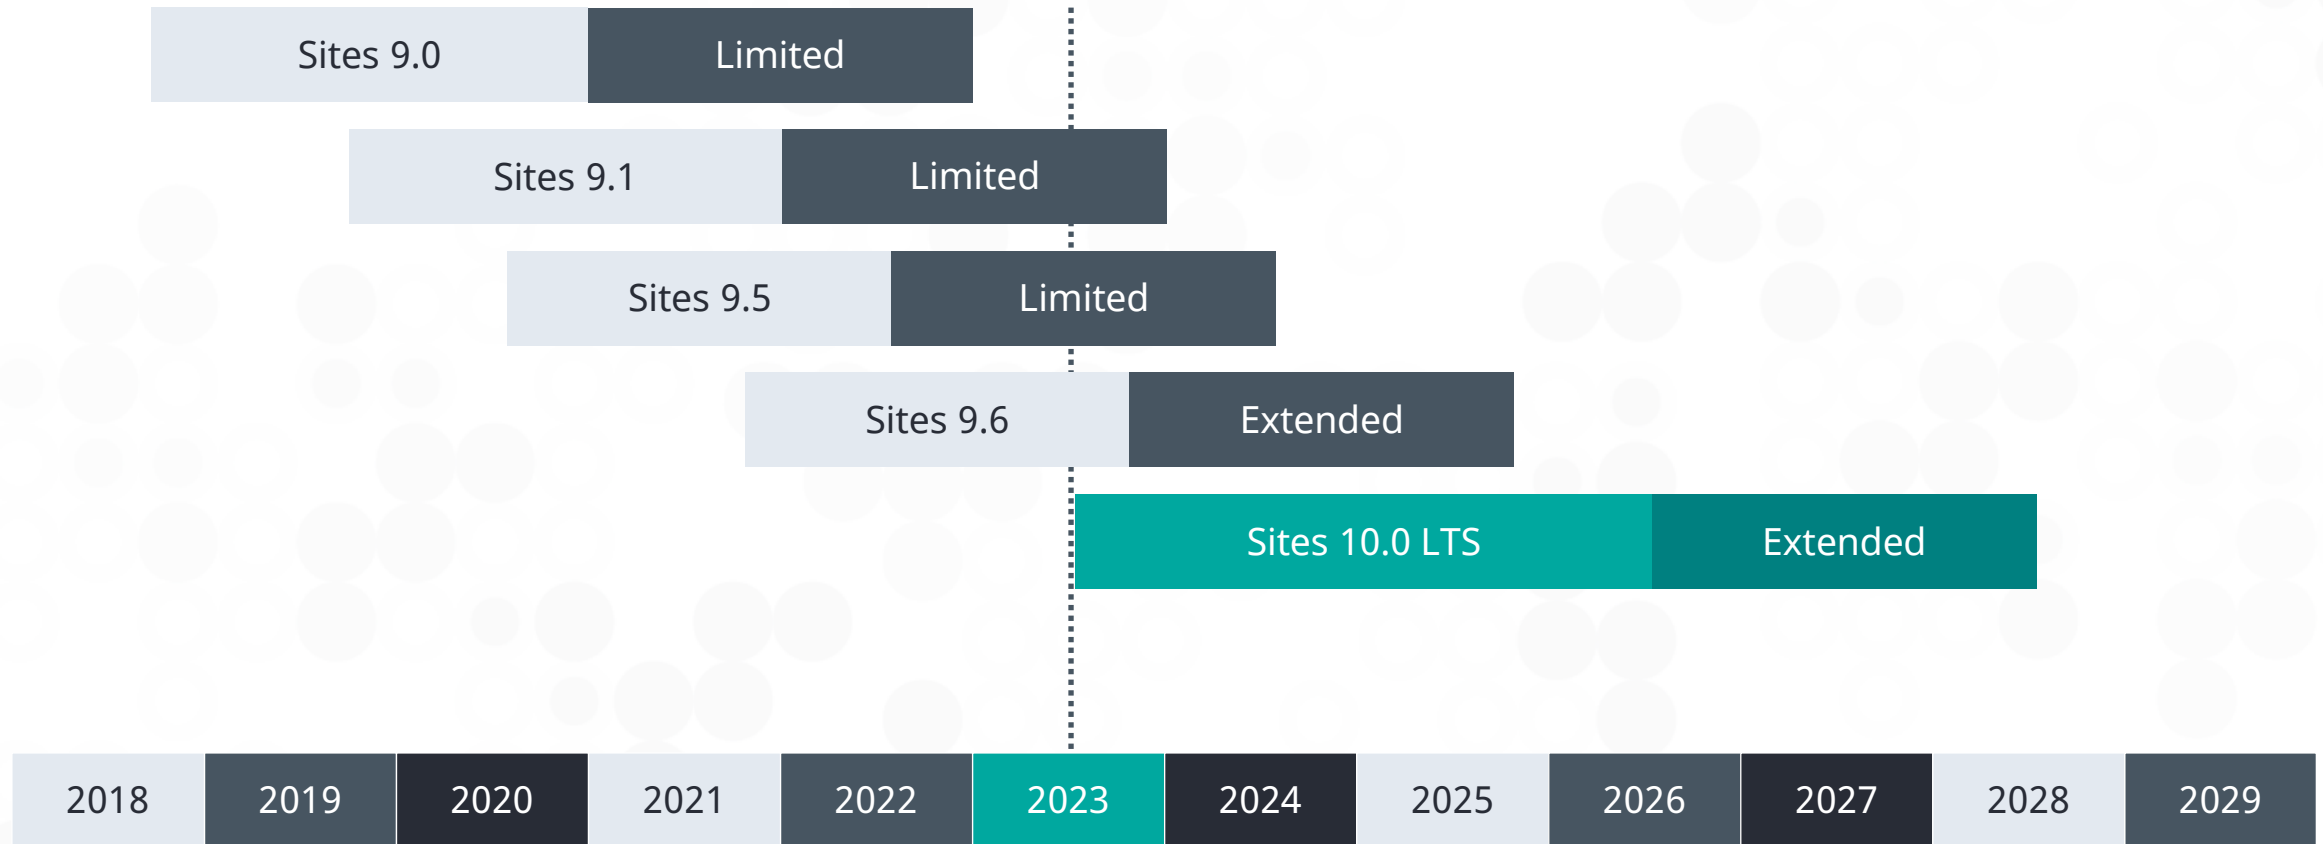 Sites 9.0 Limited
Sites 9.1 Limited
Sites 9.5 Limited
Sites 9.6 Extended
Sites 10.0 LTS Extended
2018 2019 2020 2021 2022 2023 2024 2025 2026 2027 2028 2029